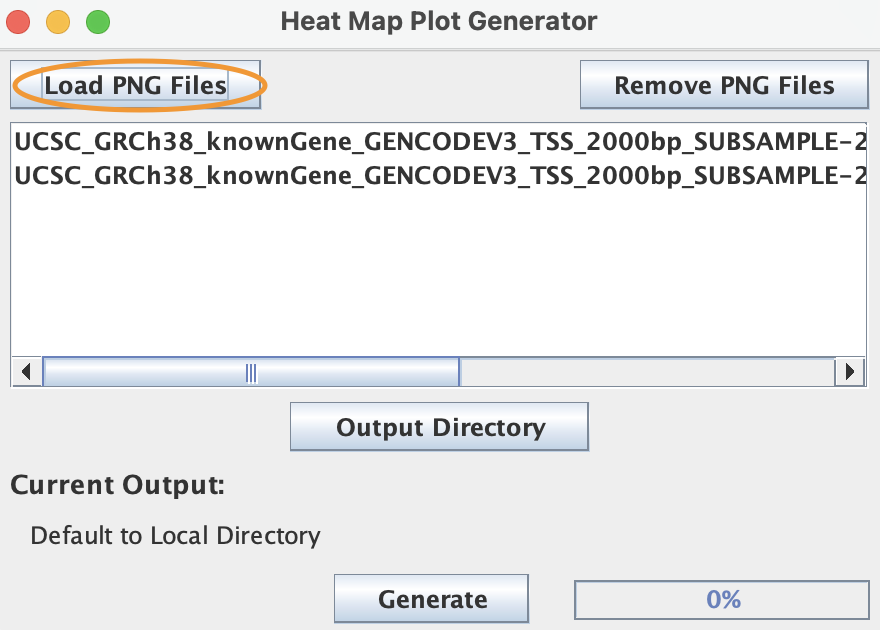 Heat Map Plot Generator
Load PNG Files
Remove PNG Files
UCSC_GRCh38_knownGene_GENCODEV3_TSS_2000bp_SUBSAMPLE-2
UCSC_GRCh38_knownGene_GENCODEV3_TSS_2000bp_SUBSAMPLE-2
Output Directory
Current Output:
Default to Local Directory
Generate
0%